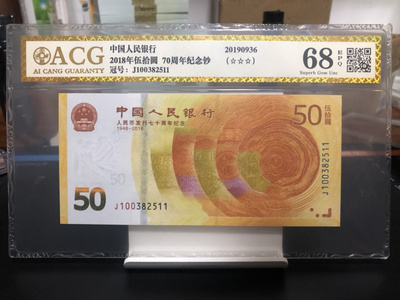 ACG
AI CANG GUARANTY
中国人民银行
20190936
2018年伍拾圆 70周年纪念钞
(☆☆☆)
冠号: J100382511
68
EPQ
Superb Gem Unc
中国人民银行
人民币发行七十周年纪念
1948-2018
50
伍拾圆
J100382511
50
J100382511